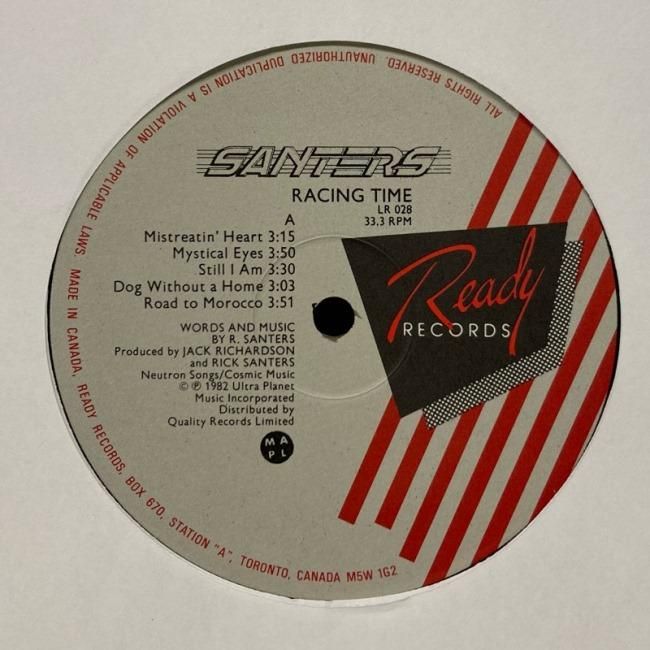 SANTERS
RACING TIME
LR 028
33.3 RPM
A
Mistreatin' Heart 3:15
Mystical Eyes 3:50
Still I Am 3:30
Dog Without a Home 3:03
Road to Morocco 3:51
WORDS AND MUSIC
BY R. SANTERS
Produced by JACK RICHARDSON
and RICK SANTERS
Neutron Songs/Cosmic Music
© ℗ 1982 Ultra Planet
Music Incorporated
Distributed by
Quality Records Limited
M A
P L
Ready
RECORDS
ALL RIGHTS RESERVED. UNAUTHORIZED DUPLICATION IS A VIOLATION OF APPLICABLE LAWS. MADE IN CANADA, READY RECORDS, BOX 670, STATION "A", TORONTO, CANADA M5W 1G2